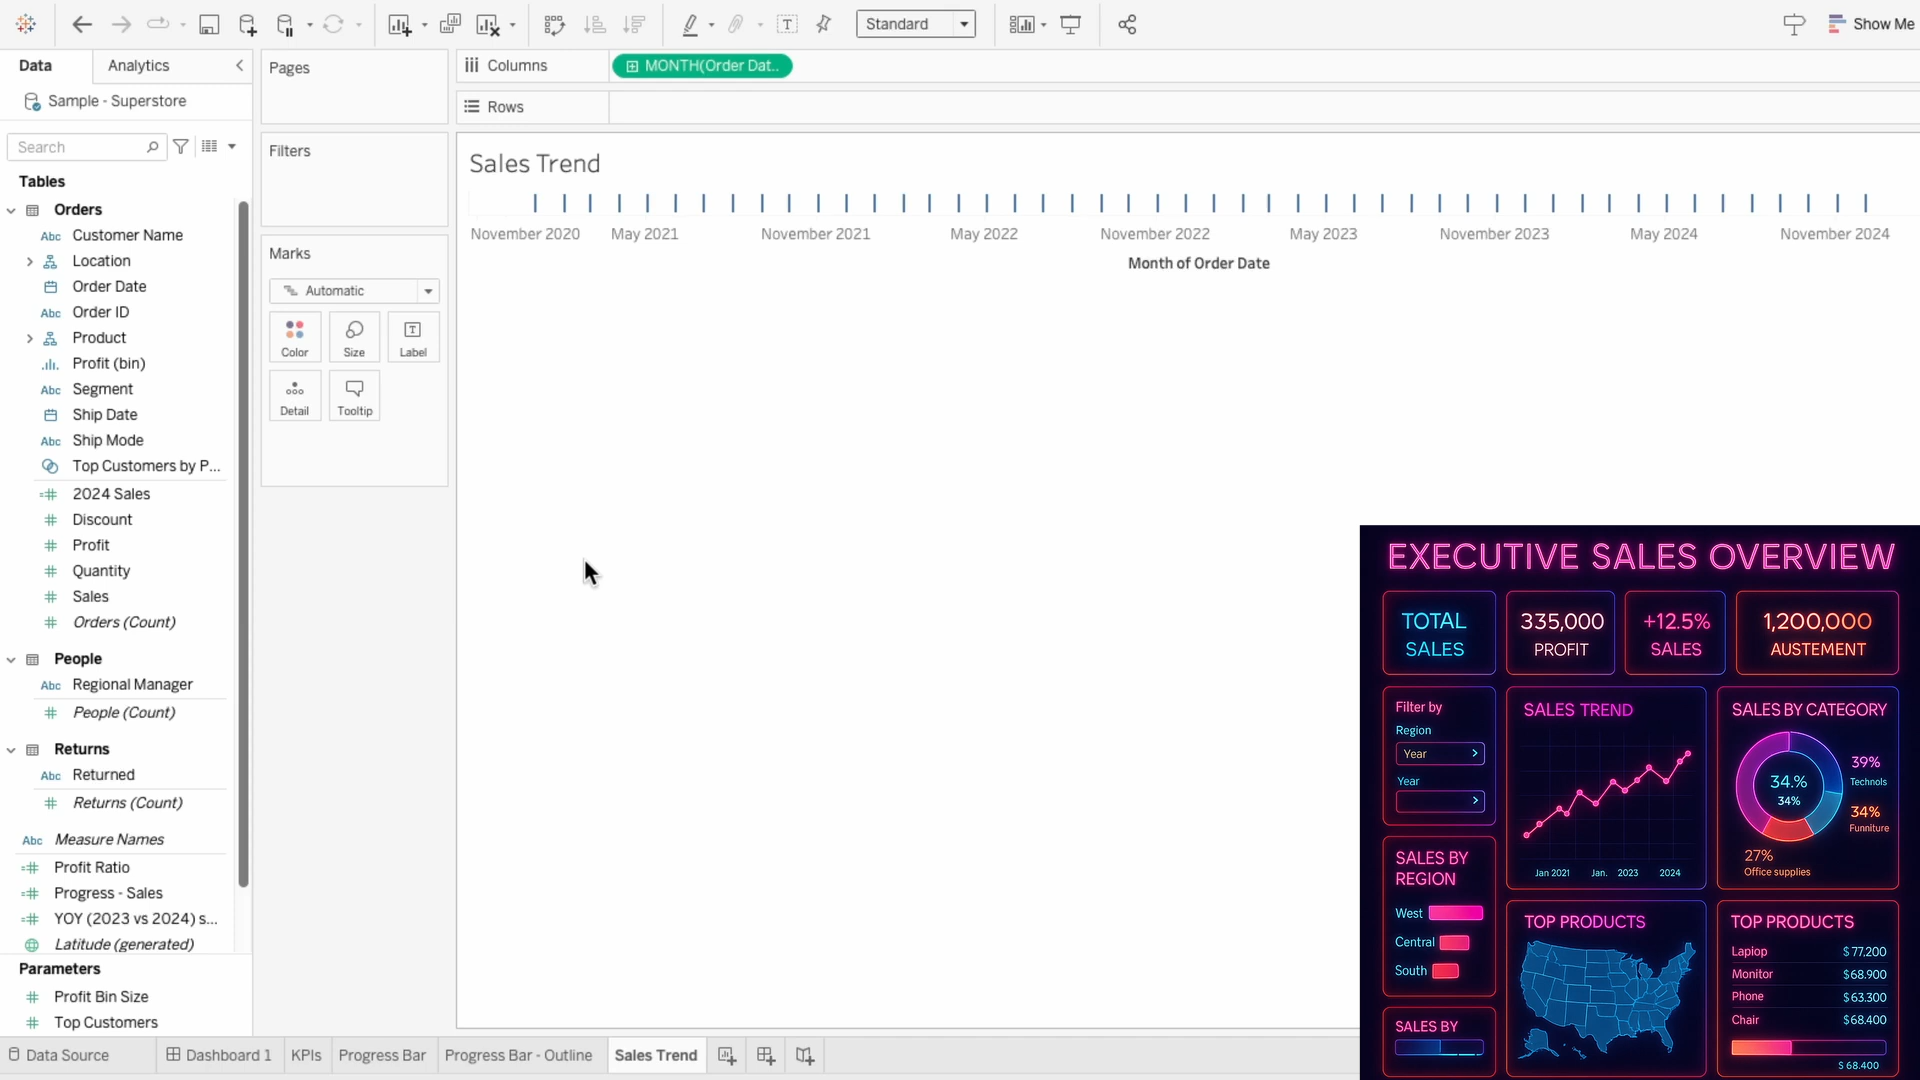 Standard
Show Me
Data
Analytics
Sample - Superstore
Search
Tables
Orders
Abc Customer Name
Location
Order Date
Abc Order ID
Product
Profit (bin)
Abc Segment
Ship Date
Abc Ship Mode
Top Customers by P...
2024 Sales
Discount
Profit
Quantity
Sales
Orders (Count)
People
Abc Regional Manager
People (Count)
Returns
Abc Returned
Returns (Count)
Abc Measure Names
Profit Ratio
Progress - Sales
YOY (2023 vs 2024) s...
Latitude (generated)
Parameters
Profit Bin Size
Top Customers
Pages
Filters
Marks
Automatic
Color Size Label
Detail Tooltip
Columns MONTH(Order Dat..
Rows
Sales Trend
November 2020 May 2021 November 2021 May 2022 November 2022 May 2023 November 2023 May 2024 November 2024
Month of Order Date
EXECUTIVE SALES OVERVIEW
TOTAL
SALES
335,000
PROFIT
+12.5%
SALES
1,200,000
AUSTEMENT
Filter by
Region
Year
Year
SALES TREND
Jan 2021 Jan. 2023 2024
SALES BY CATEGORY
34.%
34%
39%
Technols
34%
Funniture
27%
Office supplies
SALES BY
REGION
West
Central
South
SALES BY
TOP PRODUCTS
TOP PRODUCTS
Lapiop $77,200
Monitor $68.900
Phone $63.300
Chair $68.400
$68.400
Data Source
Dashboard 1
KPIs
Progress Bar
Progress Bar - Outline
Sales Trend